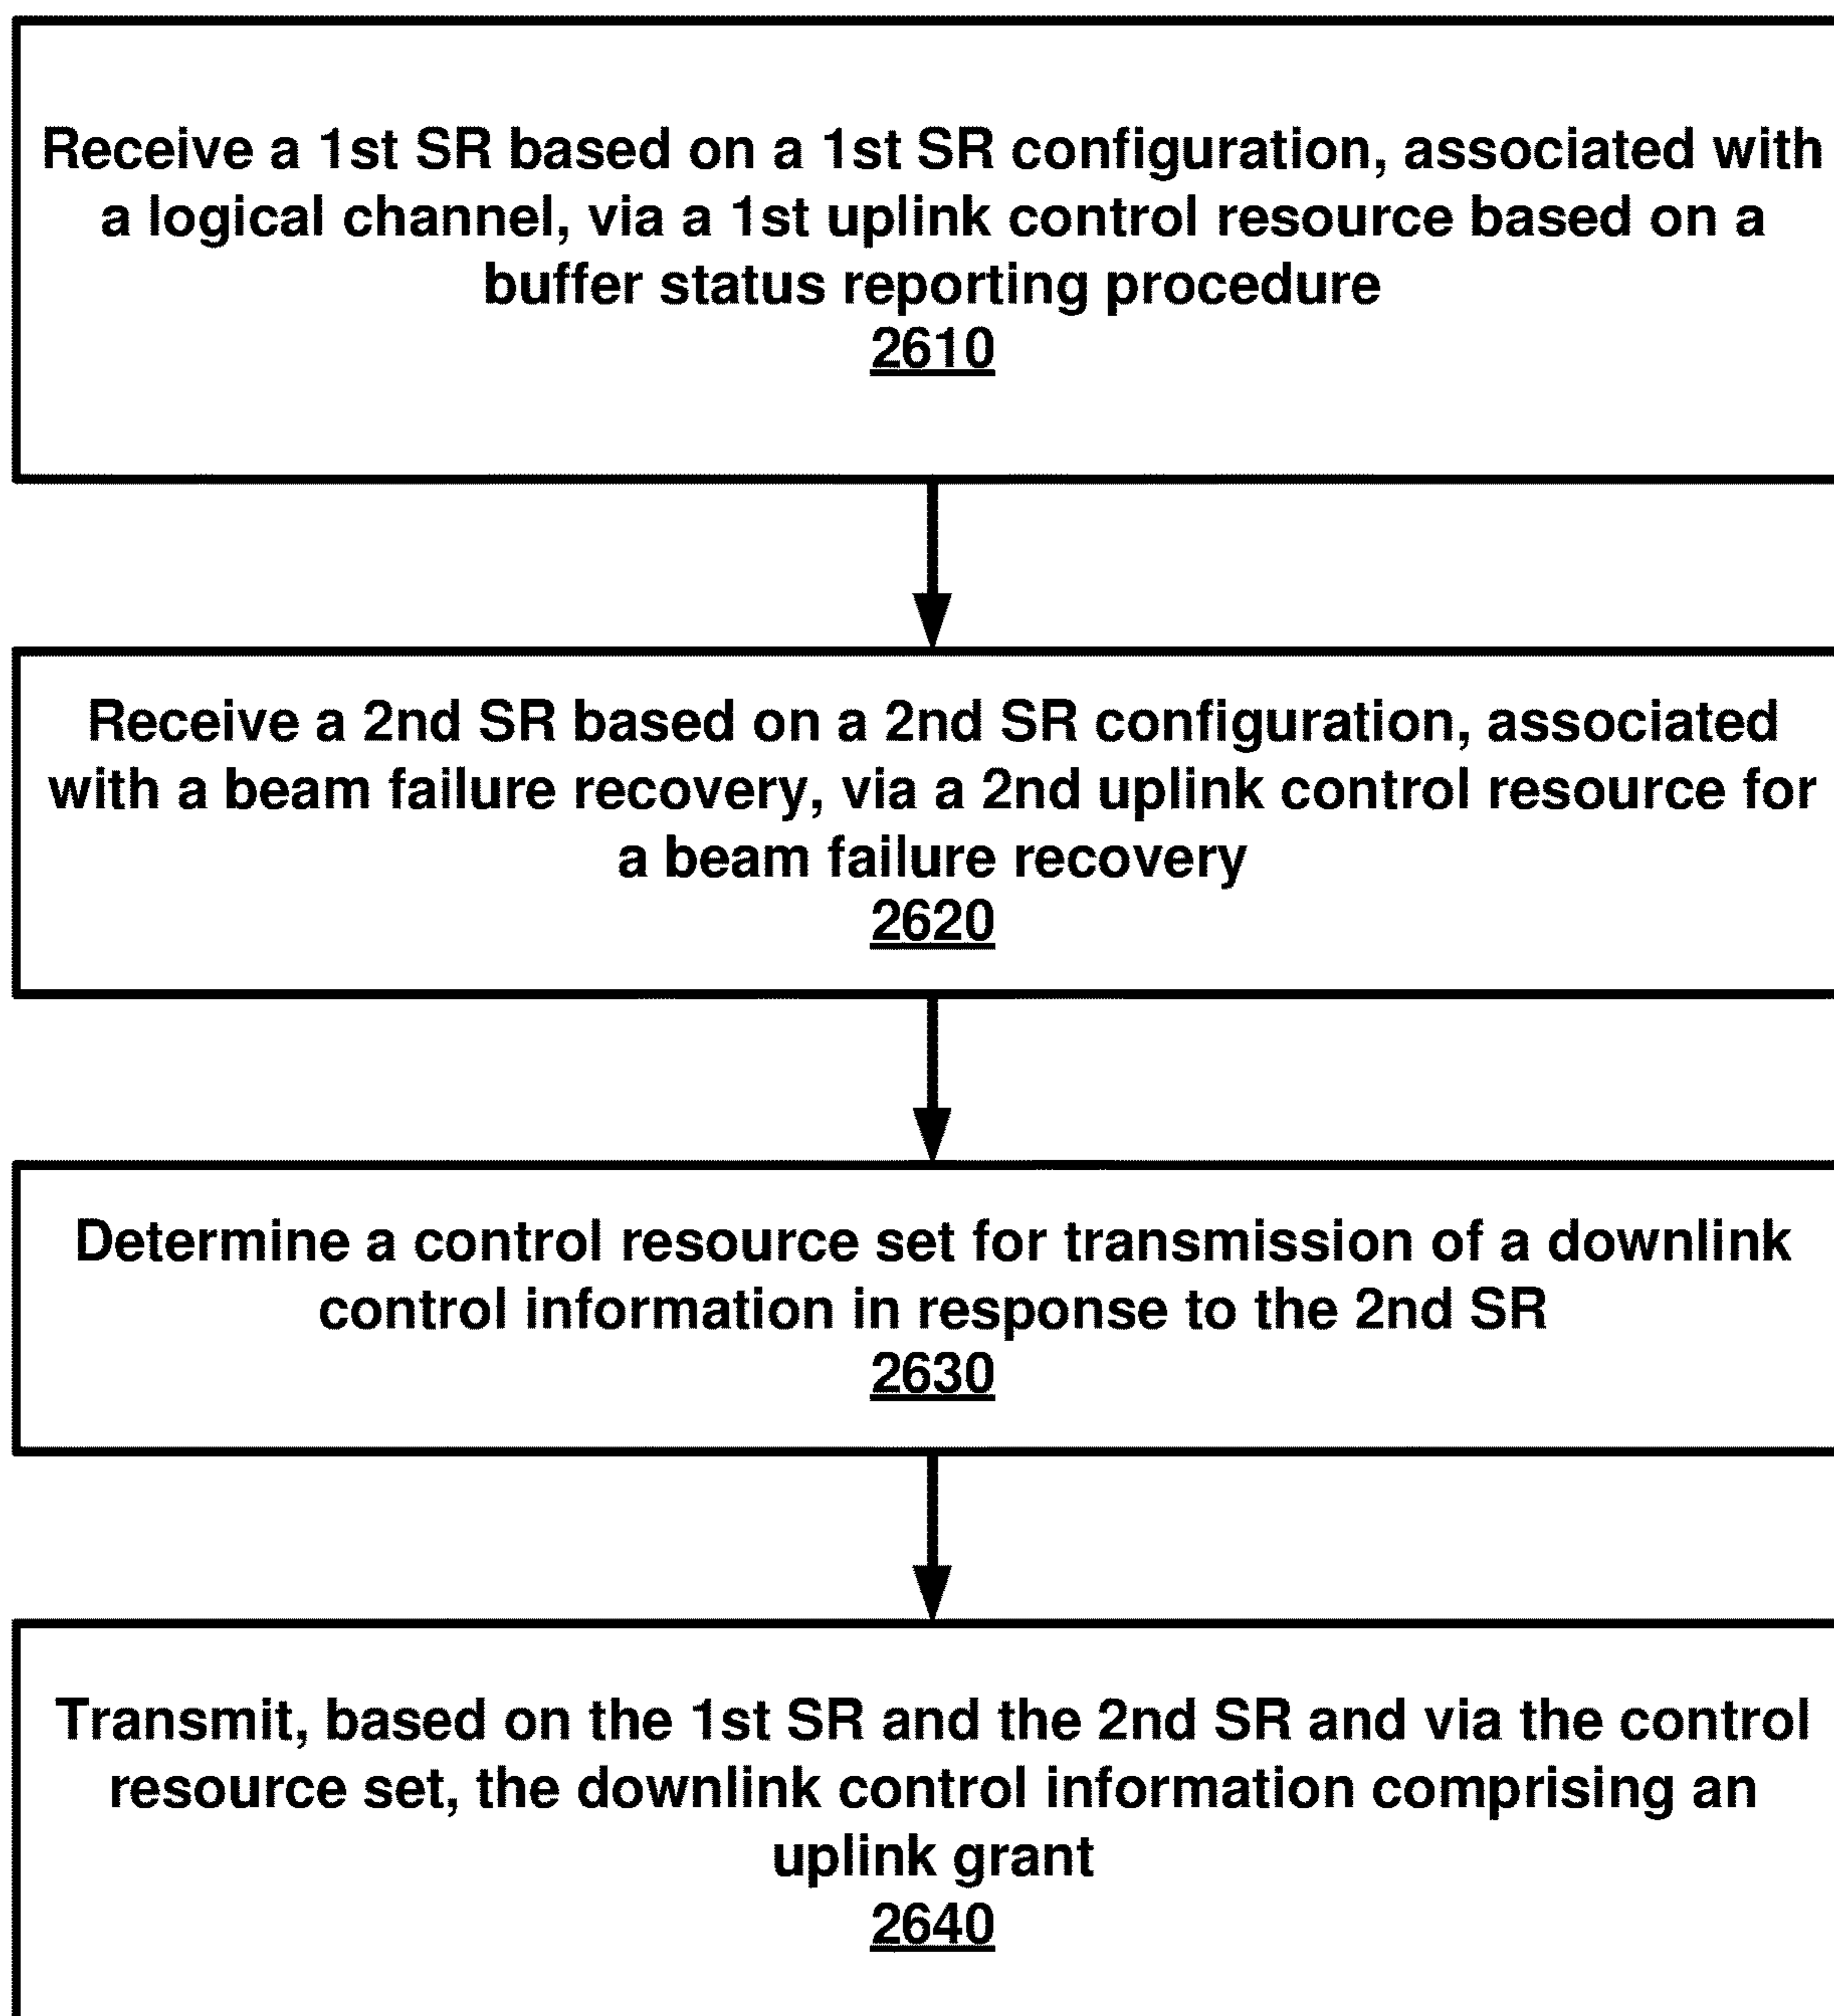 Receive a 1st SR based on a 1st SR configuration, associated with
a logical channel, via a 1st uplink control resource based on a
buffer status reporting procedure
2610
Receive a 2nd SR based on a 2nd SR configuration, associated
with a beam failure recovery, via a 2nd uplink control resource for
a beam failure recovery
2620
Determine a control resource set for transmission of a downlink
control information in response to the 2nd SR
2630
Transmit, based on the 1st SR and the 2nd SR and via the control
resource set, the downlink control information comprising an
uplink grant
2640